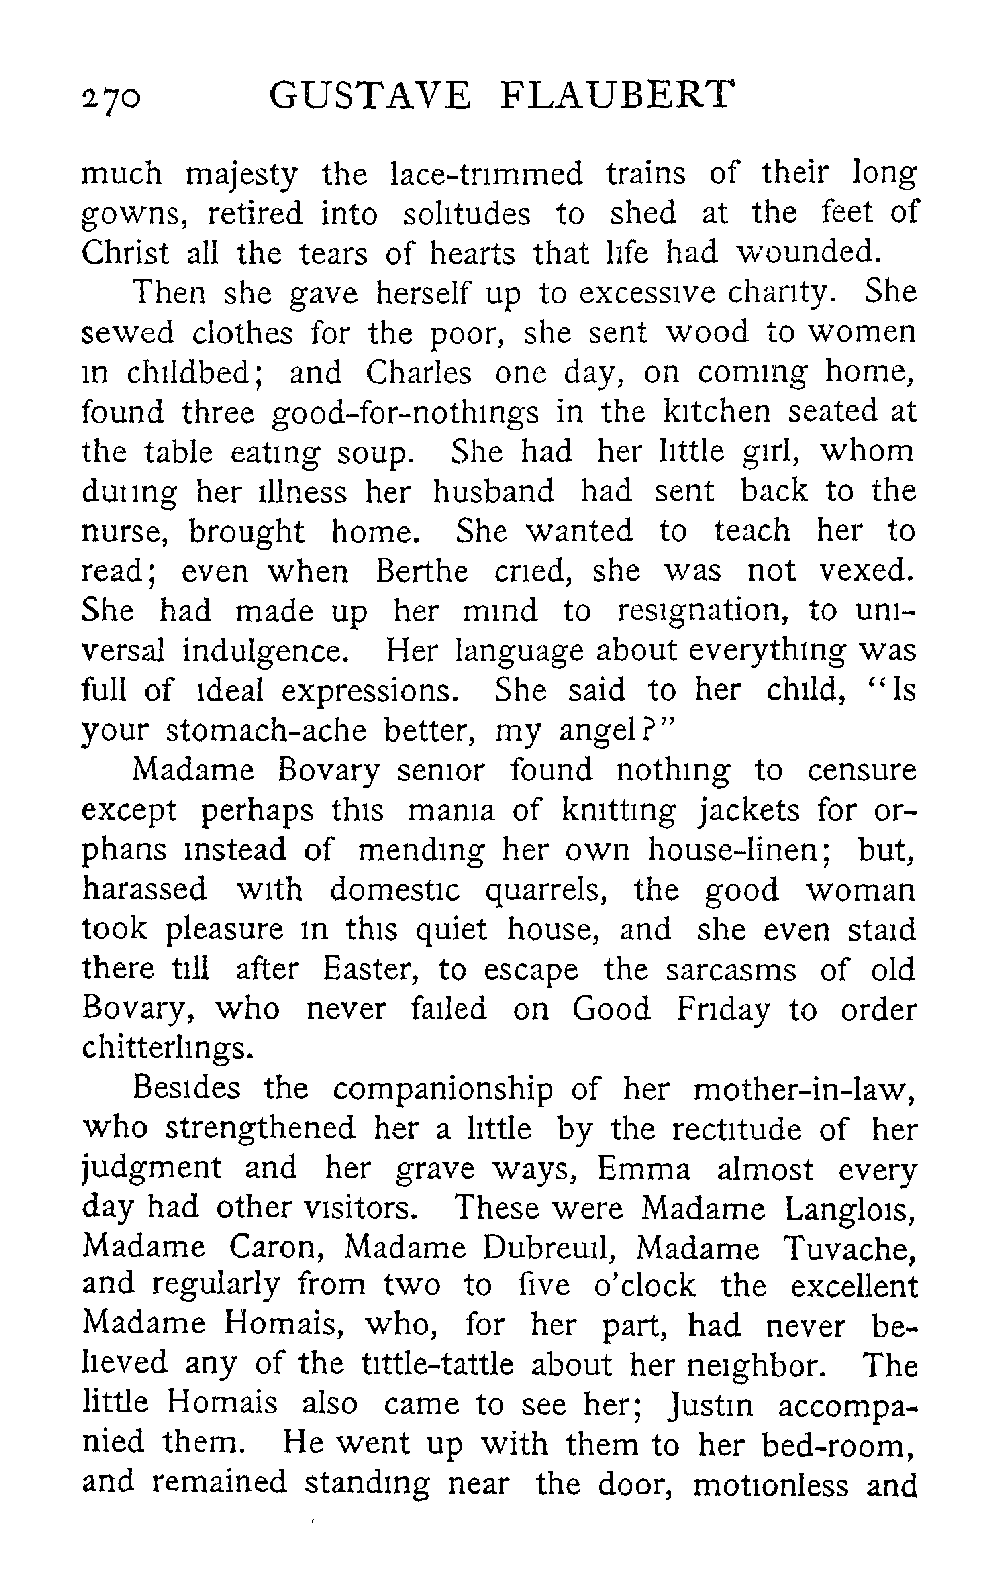 270 GUSTAVE FLAUBERT
much majesty the lace-trimmed trains of their long
gowns, retired into solitudes to shed at the feet of
Christ all the tears of hearts that life had wounded.
Then she gave herself up to excessive charity. She
sewed clothes for the poor, she sent wood to women
in childbed; and Charles one day, on coming home,
found three good-for-nothings in the kitchen seated at
the table eating soup. She had her little girl, whom
during her illness her husband had sent back to the
nurse, brought home. She wanted to teach her to
read; even when Berthe cried, she was not vexed.
She had made up her mind to resignation, to uni-
versal indulgence. Her language about everything was
full of ideal expressions. She said to her child, "Is
your stomach-ache better, my angel?"
Madame Bovary senior found nothing to censure
except perhaps this mania of knitting jackets for or-
phans instead of mending her own house-linen; but,
harassed with domestic quarrels, the good woman
took pleasure in this quiet house, and she even staid
there till after Easter, to escape the sarcasms of old
Bovary, who never failed on Good Friday to order
chitterlings.
Besides the companionship of her mother-in-law,
who strengthened her a little by the rectitude of her
judgment and her grave ways, Emma almost every
day had other visitors. These were Madame Langlois,
Madame Caron, Madame Dubreuil, Madame Tuvache,
and regularly from two to five o'clock the excellent
Madame Homais, who, for her part, had never be-
lieved any of the tittle-tattle about her neighbor. The
little Homais also came to see her; Justin accompa-
nied them. He went up with them to her bed-room,
and remained standing near the door, motionless and